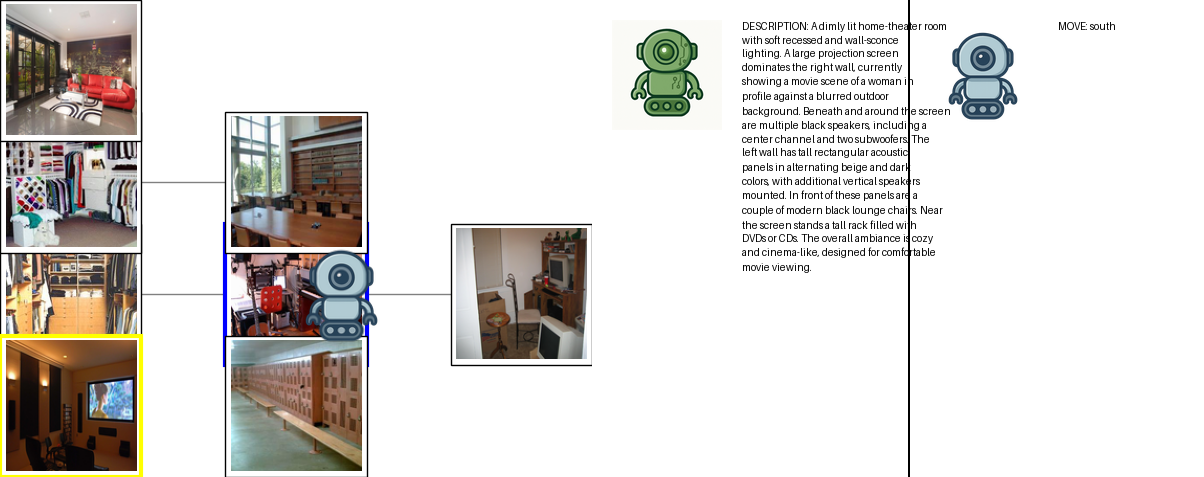 DESCRIPTION: A dimly lit home-theater room
with soft recessed and wall-sconce
lighting. A large projection screen
dominates the right wall, currently
showing a movie scene of a woman in
profile against a blurred outdoor
background. Beneath and around the screen
are multiple black speakers, including a
center channel and two subwoofers. The
left wall has tall rectangular acoustic
panels in alternating beige and dark
colors, with additional vertical speakers
mounted. In front of these panels are a
couple of modern black lounge chairs. Near
the screen stands a tall rack filled with
DVDs or CDs. The overall ambiance is cozy
and cinema-like, designed for comfortable
movie viewing.
MOVE: south